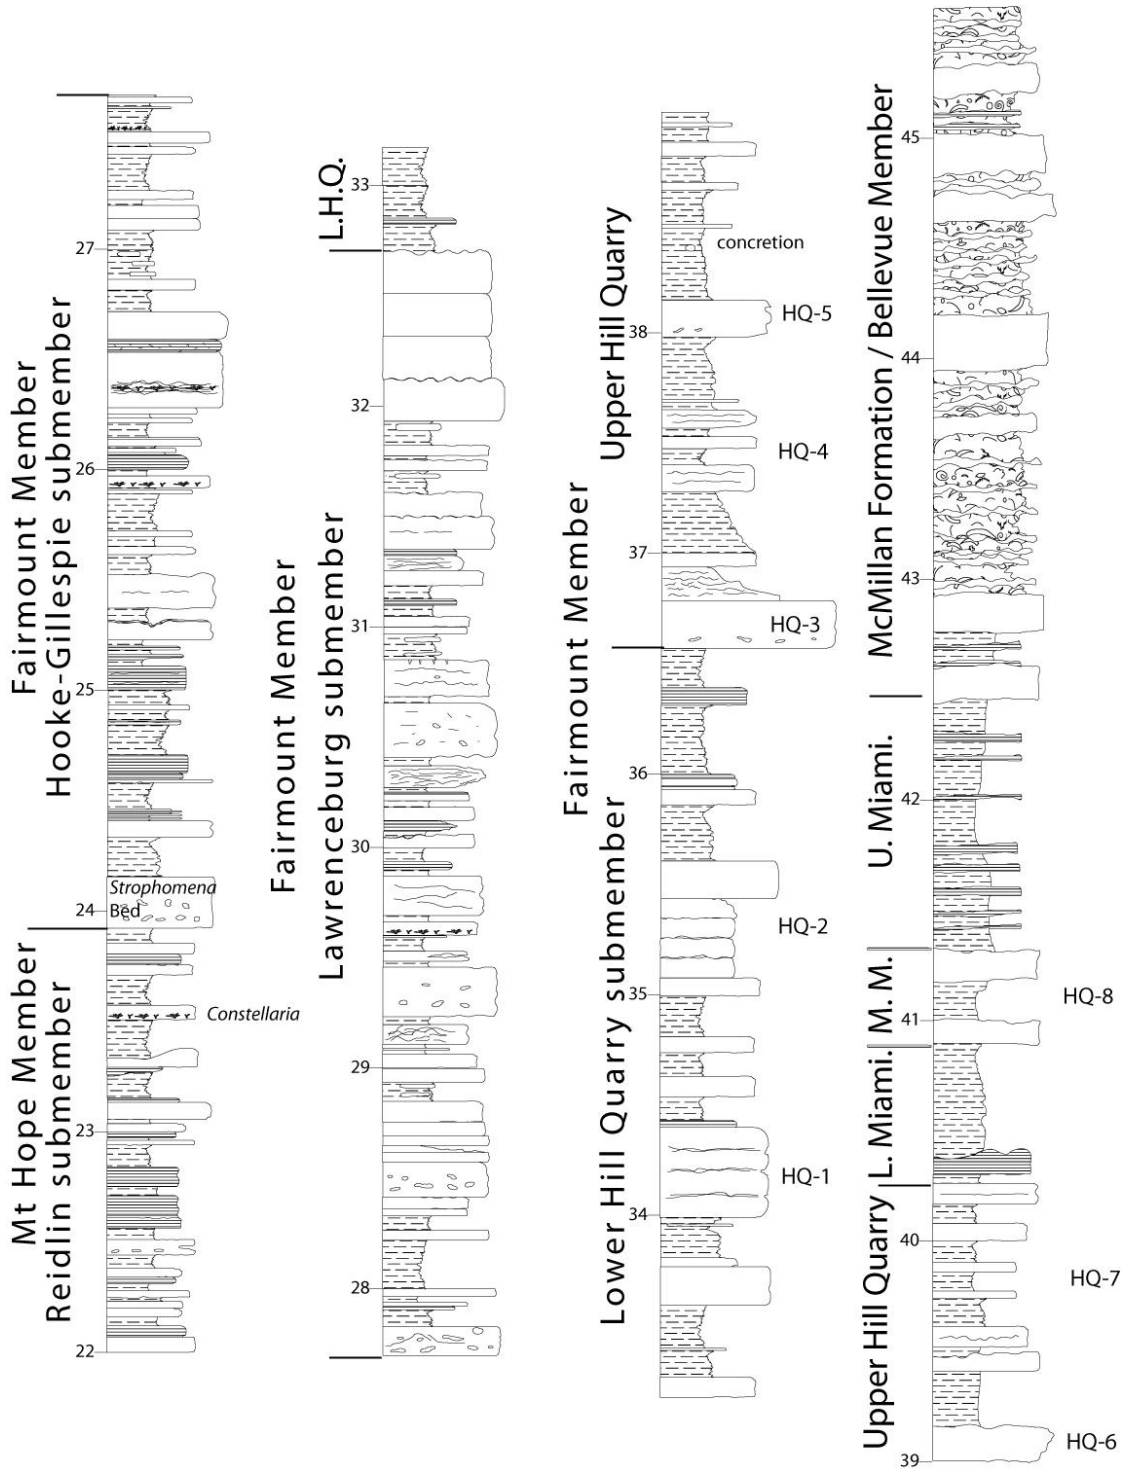 Fairmount Member
Hooke-Gillespie submember
27
26
25
24
Strophomena
Bed
Mt Hope Member
Reidlin submember
Constellaria
23
22
L.H.Q.
33
32
Fairmount Member
Lawrenceburg submember
31
30
29
28
Upper Hill Quarry
concretion
HQ-5
38
HQ-4
37
HQ-3
Fairmount Member
Lower Hill Quarry submember
36
HQ-2
35
HQ-1
34
McMillan Formation / Bellevue Member
45
44
43
U. Miami.
42
M. M.
HQ-8
41
L. Miami.
Upper Hill Quarry
40
HQ-7
HQ-6
39